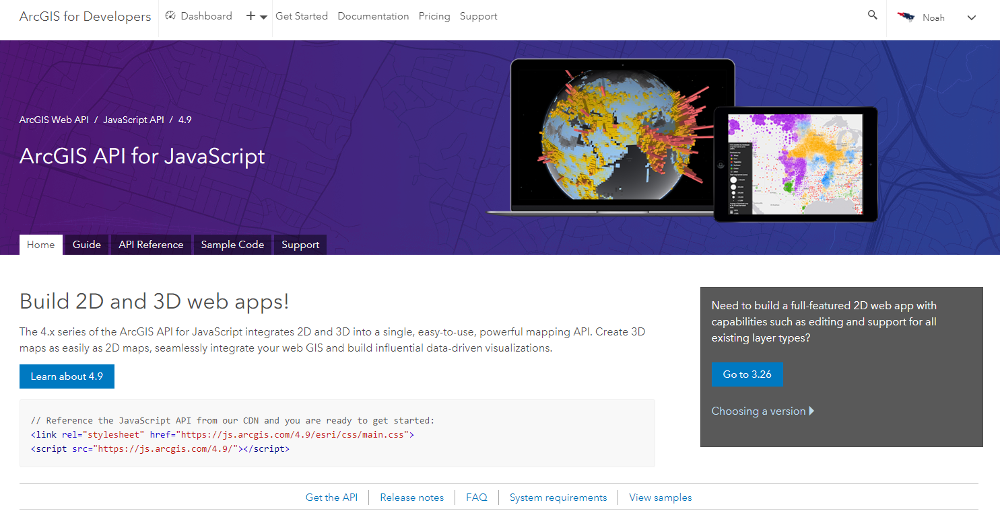 ArcGIS for Developers
Dashboard
Get Started
Documentation
Pricing
Support
Noah
ArcGIS Web API / JavaScript API / 4.9
ArcGIS API for JavaScript
Home
Guide
API Reference
Sample Code
Support
Build 2D and 3D web apps!
The 4.x series of the ArcGIS API for JavaScript integrates 2D and 3D into a single, easy-to-use, powerful mapping API. Create 3D
maps as easily as 2D maps, seamlessly integrate your web GIS and build influential data-driven visualizations.
Learn about 4.9
// Reference the JavaScript API from our CDN and you are ready to get started:
<link rel="stylesheet" href="https://js.arcgis.com/4.9/esri/css/main.css">
<script src="https://js.arcgis.com/4.9/"></script>
Need to build a full-featured 2D web app with
capabilities such as editing and support for all
existing layer types?
Go to 3.26
Choosing a version
Get the API
Release notes
FAQ
System requirements
View samples